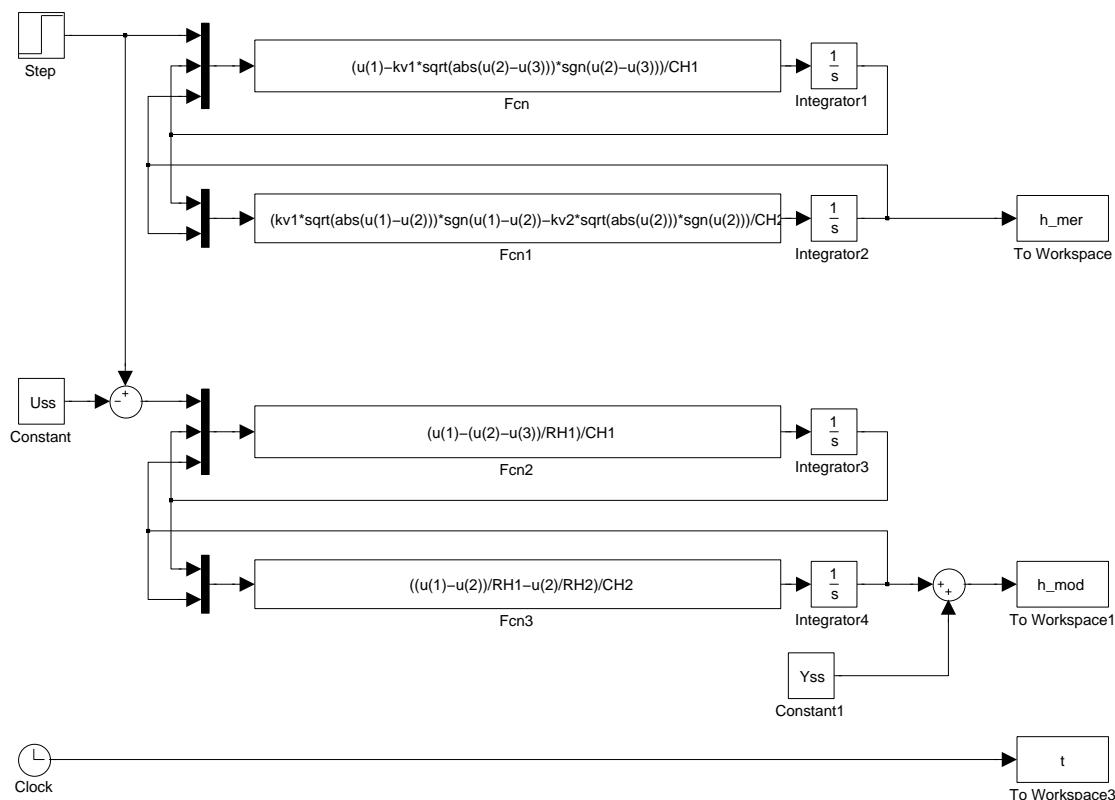 Step
(u(1)−kv1*sqrt(abs(u(2)−u(3)))*sgn(u(2)−u(3)))/CH1
Fcn
1
s
Integrator1
(kv1*sqrt(abs(u(1)−u(2)))*sgn(u(1)−u(2))−kv2*sqrt(abs(u(2)))*sgn(u(2)))/CH2
Fcn1
1
s
Integrator2
h_mer
To Workspace
Uss
Constant
−
+
(u(1)−(u(2)−u(3))/RH1)/CH1
Fcn2
1
s
Integrator3
((u(1)−u(2))/RH1−u(2)/RH2)/CH2
Fcn3
1
s
Integrator4
+
+
h_mod
To Workspace1
Yss
Constant1
Clock
t
To Workspace3